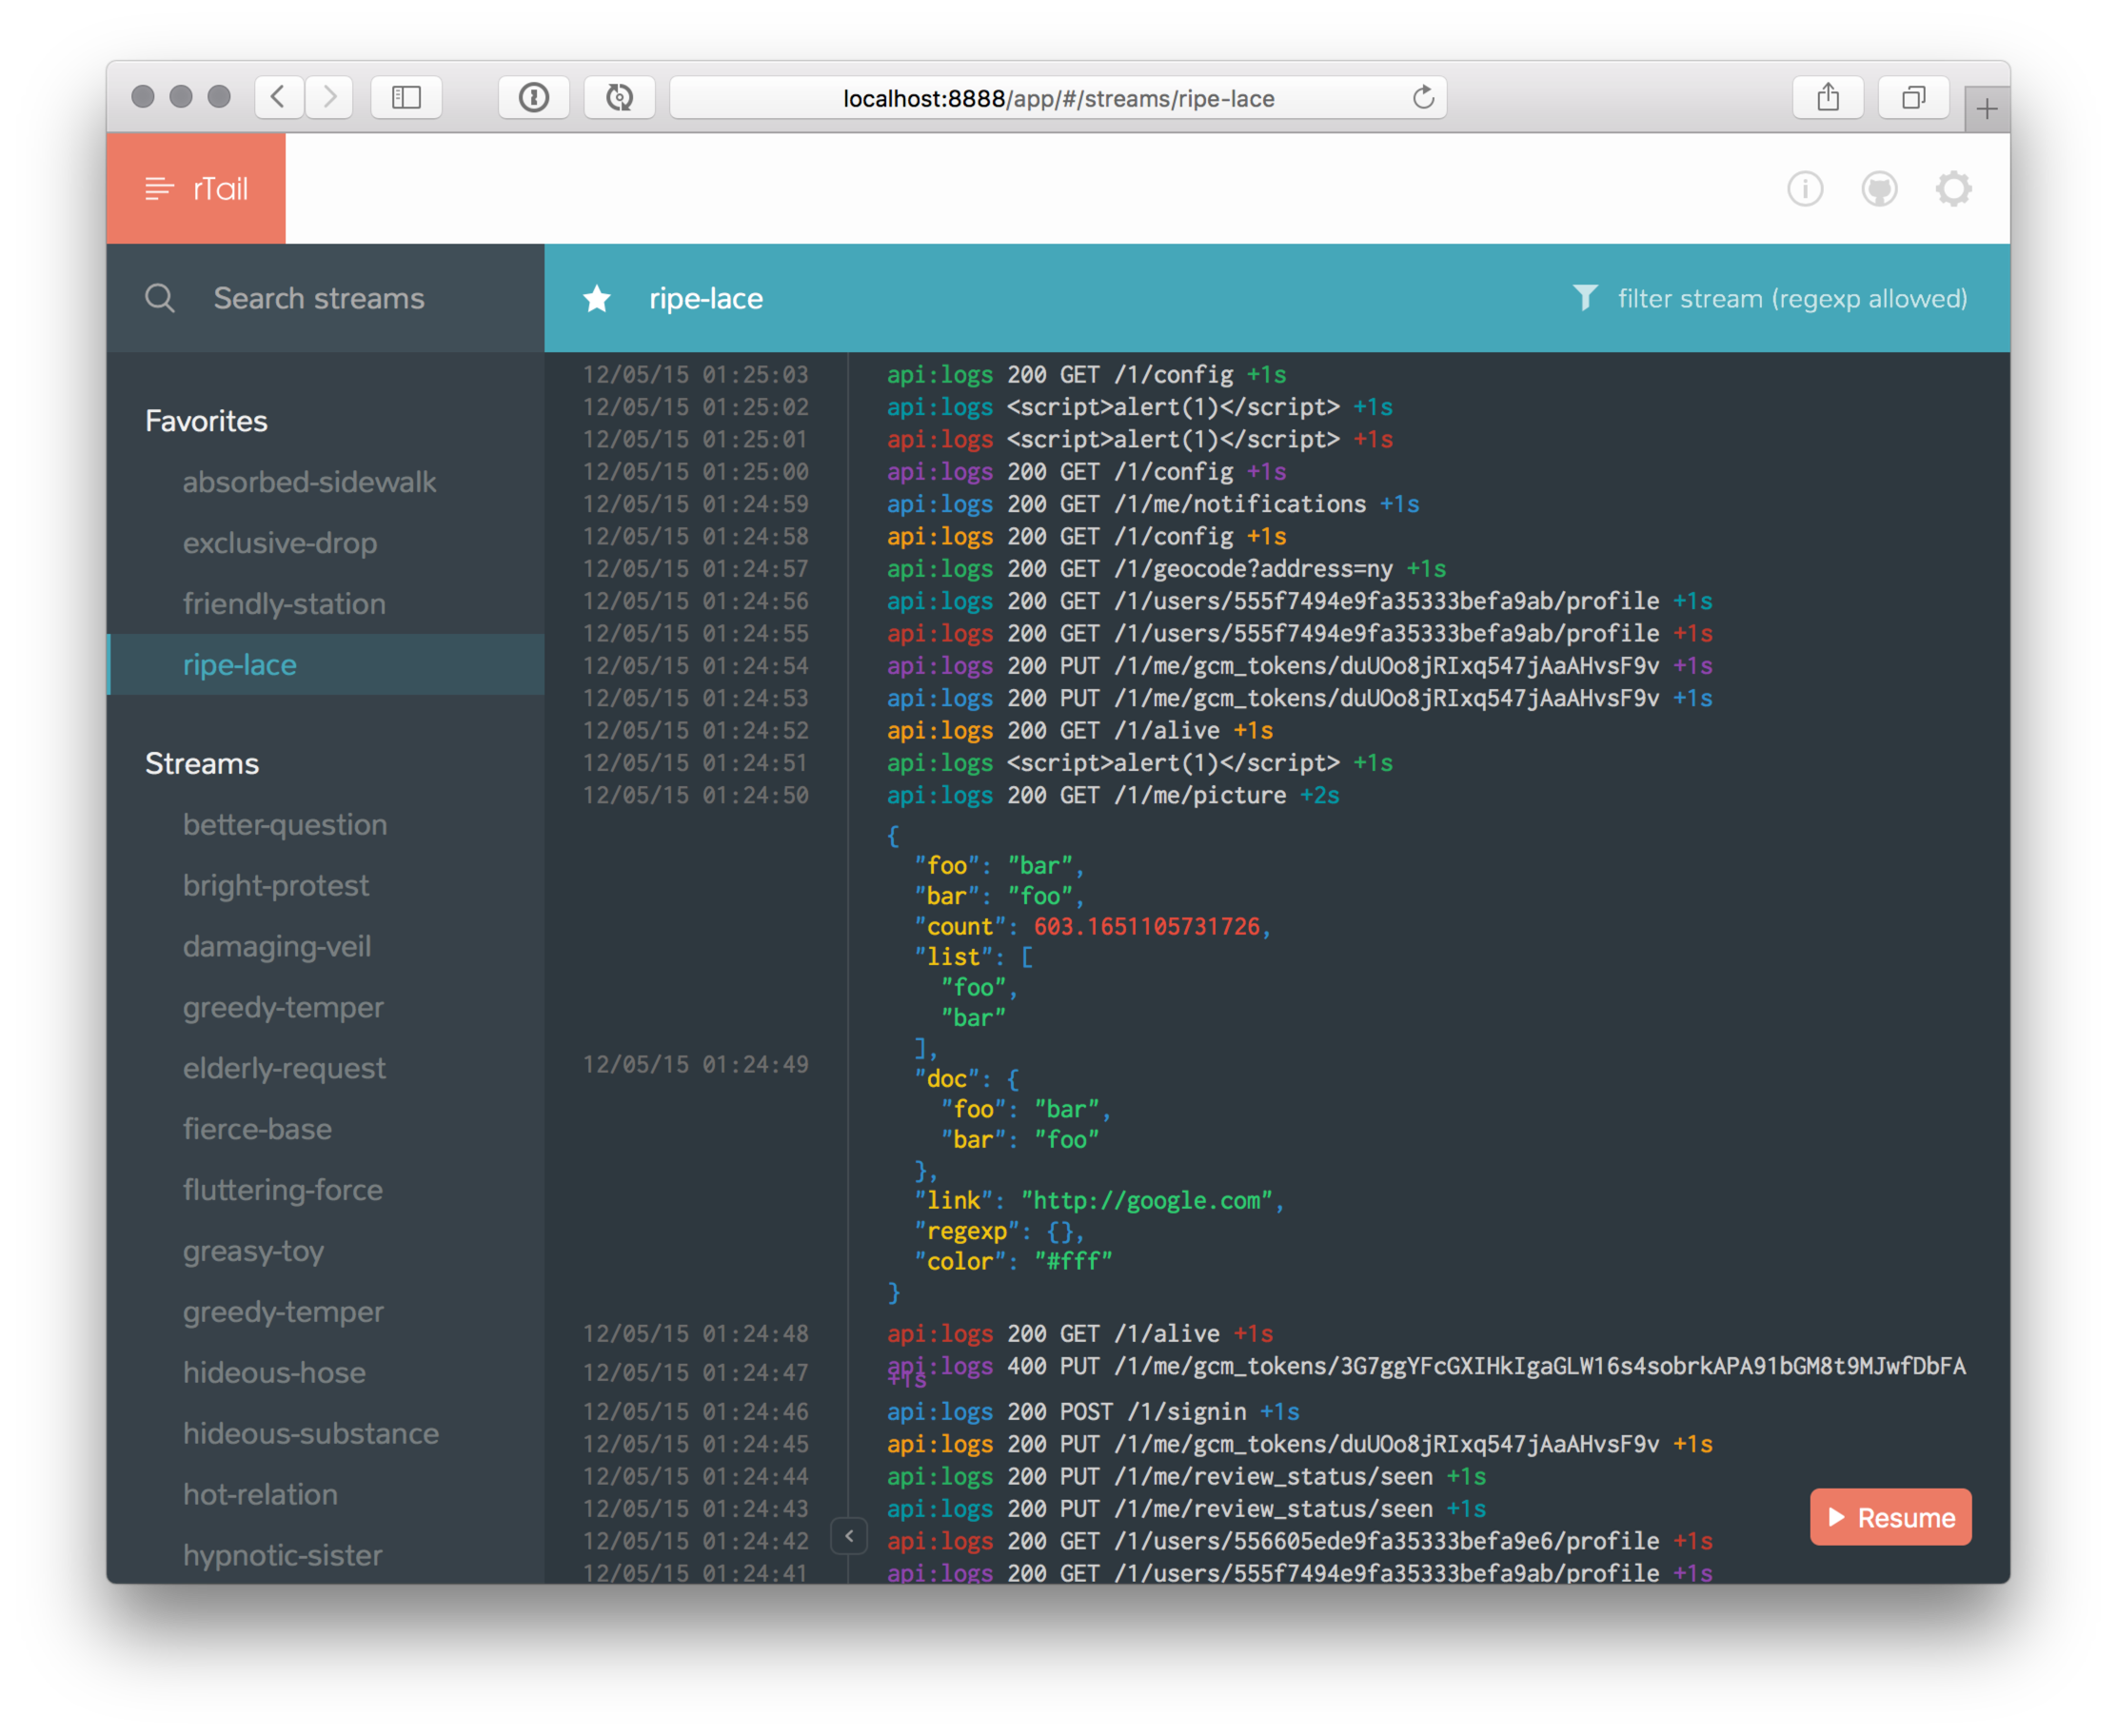 localhost:8888/app/#/streams/ripe-lace
rTail
Search streams
ripe-lace
filter stream (regexp allowed)
Favorites
absorbed-sidewalk
exclusive-drop
friendly-station
ripe-lace
Streams
better-question
bright-protest
damaging-veil
greedy-temper
elderly-request
fierce-base
fluttering-force
greasy-toy
greedy-temper
hideous-hose
hideous-substance
hot-relation
hypnotic-sister
12/05/15 01:25:03 api:logs 200 GET /1/config +1s
12/05/15 01:25:02 api:logs <script>alert(1)</script> +1s
12/05/15 01:25:01 api:logs <script>alert(1)</script> +1s
12/05/15 01:25:00 api:logs 200 GET /1/config +1s
12/05/15 01:24:59 api:logs 200 GET /1/me/notifications +1s
12/05/15 01:24:58 api:logs 200 GET /1/config +1s
12/05/15 01:24:57 api:logs 200 GET /1/geocode?address=ny +1s
12/05/15 01:24:56 api:logs 200 GET /1/users/555f7494e9fa35333befa9ab/profile +1s
12/05/15 01:24:55 api:logs 200 GET /1/users/555f7494e9fa35333befa9ab/profile +1s
12/05/15 01:24:54 api:logs 200 PUT /1/me/gcm_tokens/duUOo8jRIxq547jAaAHvsF9v +1s
12/05/15 01:24:53 api:logs 200 PUT /1/me/gcm_tokens/duUOo8jRIxq547jAaAHvsF9v +1s
12/05/15 01:24:52 api:logs 200 GET /1/alive +1s
12/05/15 01:24:51 api:logs <script>alert(1)</script> +1s
12/05/15 01:24:50 api:logs 200 GET /1/me/picture +2s
12/05/15 01:24:49
{
"foo": "bar",
"bar": "foo",
"count": 603.1651105731726,
"list": [
"foo",
"bar"
],
"doc": {
"foo": "bar",
"bar": "foo"
},
"link": "http://google.com",
"regexp": {},
"color": "#fff"
}
12/05/15 01:24:48 api:logs 200 GET /1/alive +1s
12/05/15 01:24:47 api:logs 400 PUT /1/me/gcm_tokens/3G7ggYFcGXIHkIgaGLW16s4sobrkAPA91bGM8t9MJwfDbFA
+1s
12/05/15 01:24:46 api:logs 200 POST /1/signin +1s
12/05/15 01:24:45 api:logs 200 PUT /1/me/gcm_tokens/duUOo8jRIxq547jAaAHvsF9v +1s
12/05/15 01:24:44 api:logs 200 PUT /1/me/review_status/seen +1s
12/05/15 01:24:43 api:logs 200 PUT /1/me/review_status/seen +1s
12/05/15 01:24:42 api:logs 200 GET /1/users/556605ede9fa35333befa9e6/profile +1s
12/05/15 01:24:41 api:logs 200 GET /1/users/555f7494e9fa35333befa9ab/profile +1s
Resume